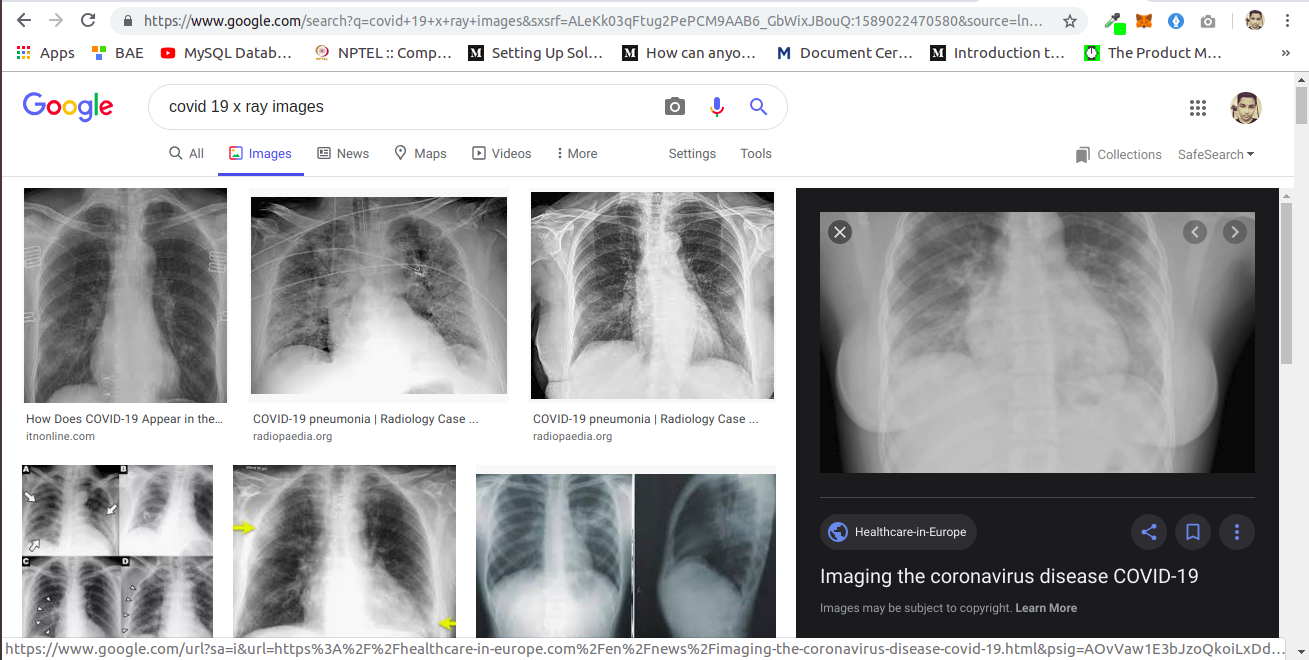 https://www.google.com/search?q=covid+19+x+ray+images&sxsrf=ALeKk03qFtug2PePCM9AAB6_GbWixJBouQ:1589022470580&source=ln...
Apps BAE MySQL Datab... NPTEL :: Comp... Setting Up Sol... How can anyo... Document Cer... Introduction t... The Product M... »
Google covid 19 x ray images
All Images News Maps Videos More Settings Tools Collections SafeSearch
How Does COVID-19 Appear in the...
itnonline.com
COVID-19 pneumonia | Radiology Case ...
radiopaedia.org
COVID-19 pneumonia | Radiology Case ...
radiopaedia.org
A B
C D
Healthcare-in-Europe
Imaging the coronavirus disease COVID-19
Images may be subject to copyright. Learn More
https://www.google.com/url?sa=i&url=https%3A%2F%2Fhealthcare-in-europe.com%2Fen%2Fnews%2Fimaging-the-coronavirus-disease-covid-19.html&psig=AOvVaw1E3bJzoQkoiLxDd...